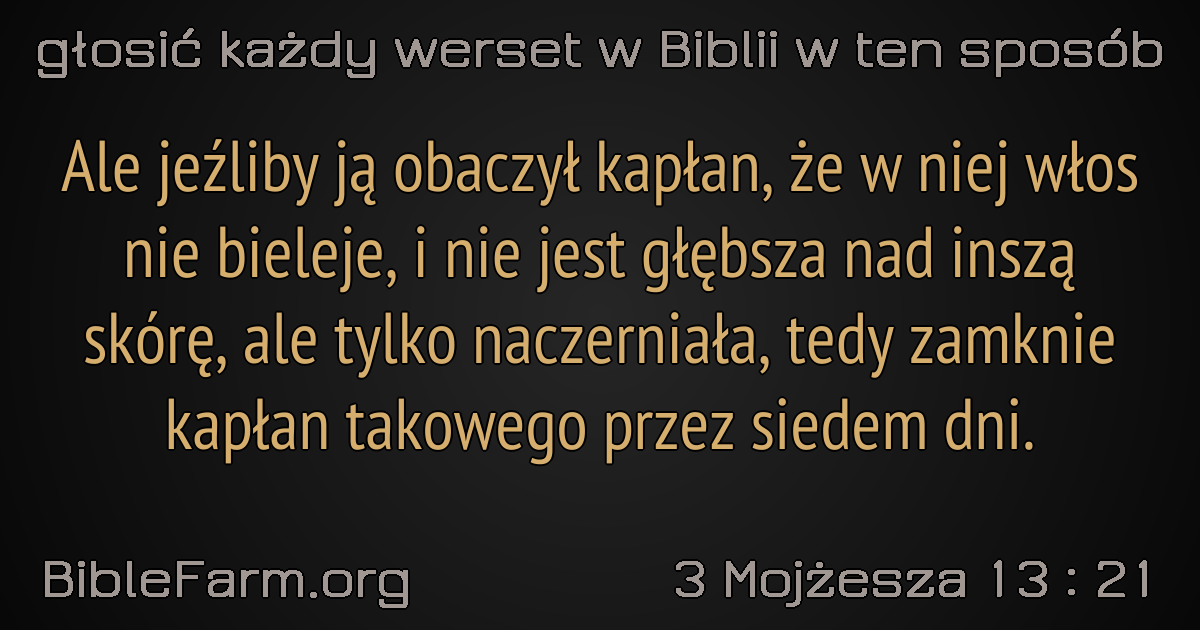 głosić każdy werset w Biblii w ten sposób
Ale jeźliby ją obaczył kapłan, że w niej włos
nie bieleje, i nie jest głębsza nad inszą
skórę, ale tylko naczerniała, tedy zamknie
kapłan takowego przez siedem dni.
BibleFarm.org
3 Mojżesza 13 : 21